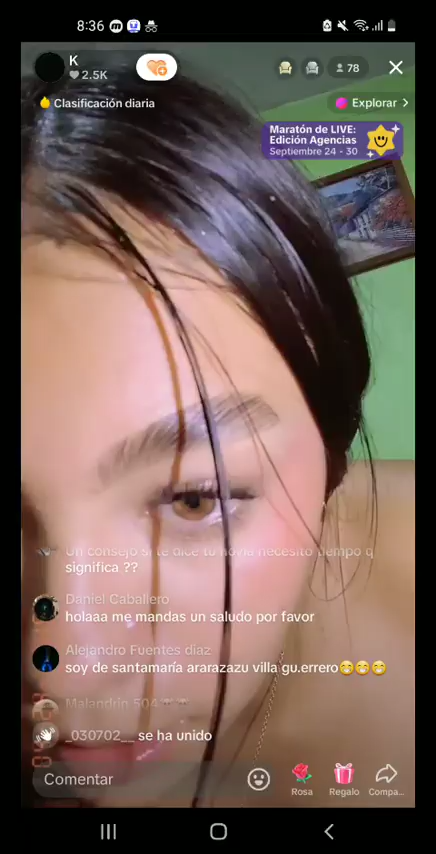 8:36
K
2.5K
78
Clasificación diaria
Explorar
Maratón de LIVE:
Edición Agencias
Septiembre 24 - 30
Un consejo si te dice tu novia necesito tiempo q
significa ??
Daniel Caballero
holaaa me mandas un saludo por favor
Alejandro Fuentes díaz
soy de santamaría ararazazu villa gu.errero😁😁😁
Malandrin 504
_030702__ se ha unido
Comentar
Rosa
Regalo
Compa...